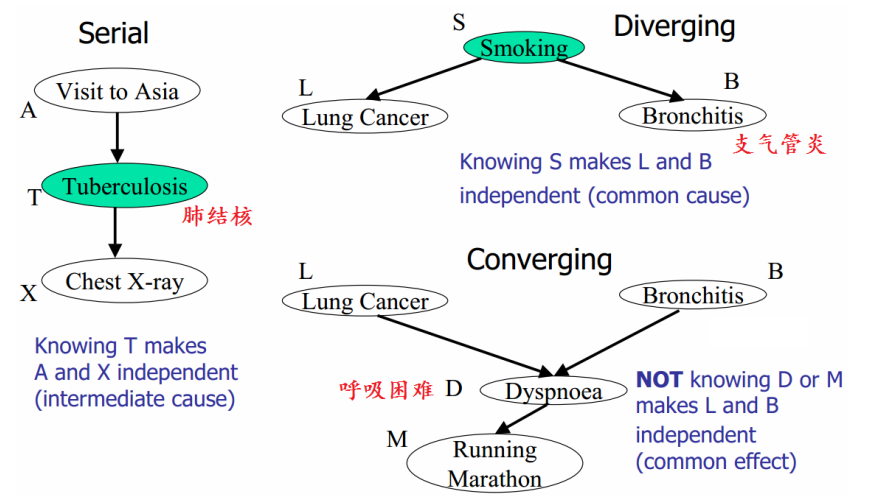 Serial
Visit to Asia
A
Tuberculosis
T
肺结核
Chest X-ray
X
Knowing T makes
A and X independent
(intermediate cause)
Diverging
S
Smoking
L
Lung Cancer
B
Bronchitis
支气管炎
Knowing S makes L and B
independent (common cause)
Converging
L
Lung Cancer
B
Bronchitis
呼吸困难
D
Dyspnoea
M
Running
Marathon
NOT knowing D or M
makes L and B
independent
(common effect)